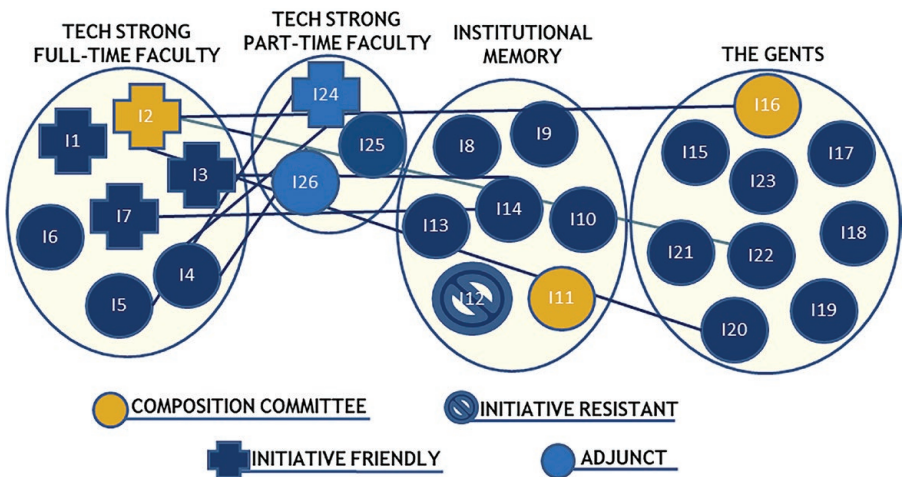 TECH STRONG
FULL-TIME FACULTY
TECH STRONG
PART-TIME FACULTY
INSTITUTIONAL
MEMORY
THE GENTS
I1
I2
I3
I7
I6
I5
I4
I24
I25
I26
I8
I9
I13
I14
I10
I12
I11
I16
I15
I17
I23
I21
I22
I18
I20
I19
COMPOSITION COMMITTEE
INITIATIVE RESISTANT
INITIATIVE FRIENDLY
ADJUNCT